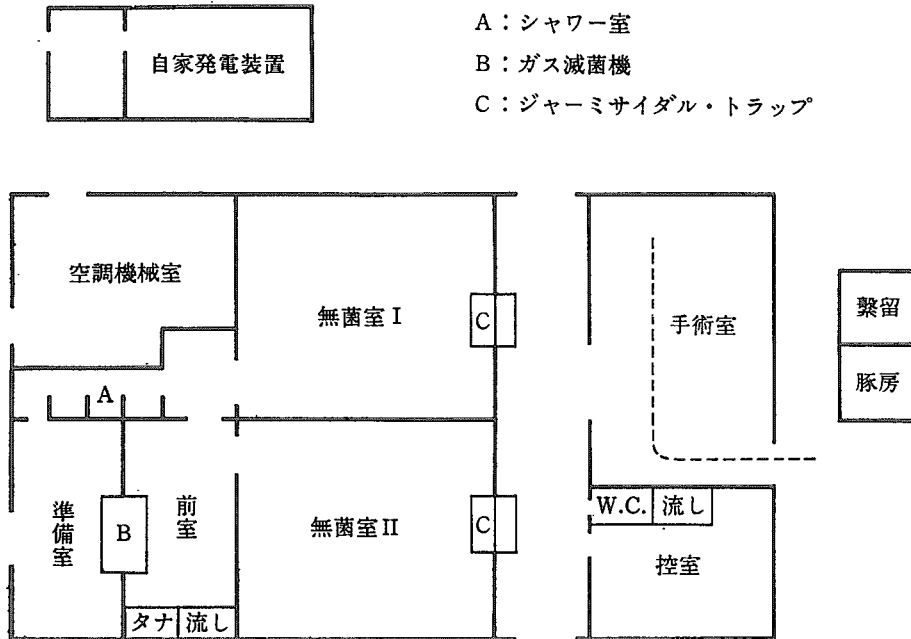 A：シャワー室
自家発電装置
B：ガス滅菌機
C：ジャーミサイダル・トラップ
空調機械室
無菌室Ⅰ
C
手術室
繋留
豚房
A
準備室
B
前室
無菌室Ⅱ
C
W.C.
流し
控室
タナ
流し